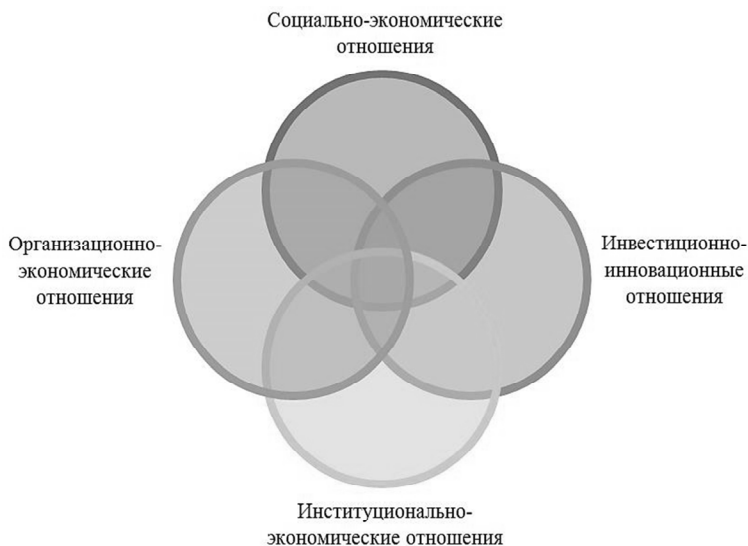 Социально-экономические
отношения
Организационно-
экономические
отношения
Инвестиционно-
инновационные
отношения
Институционально-
экономические отношения